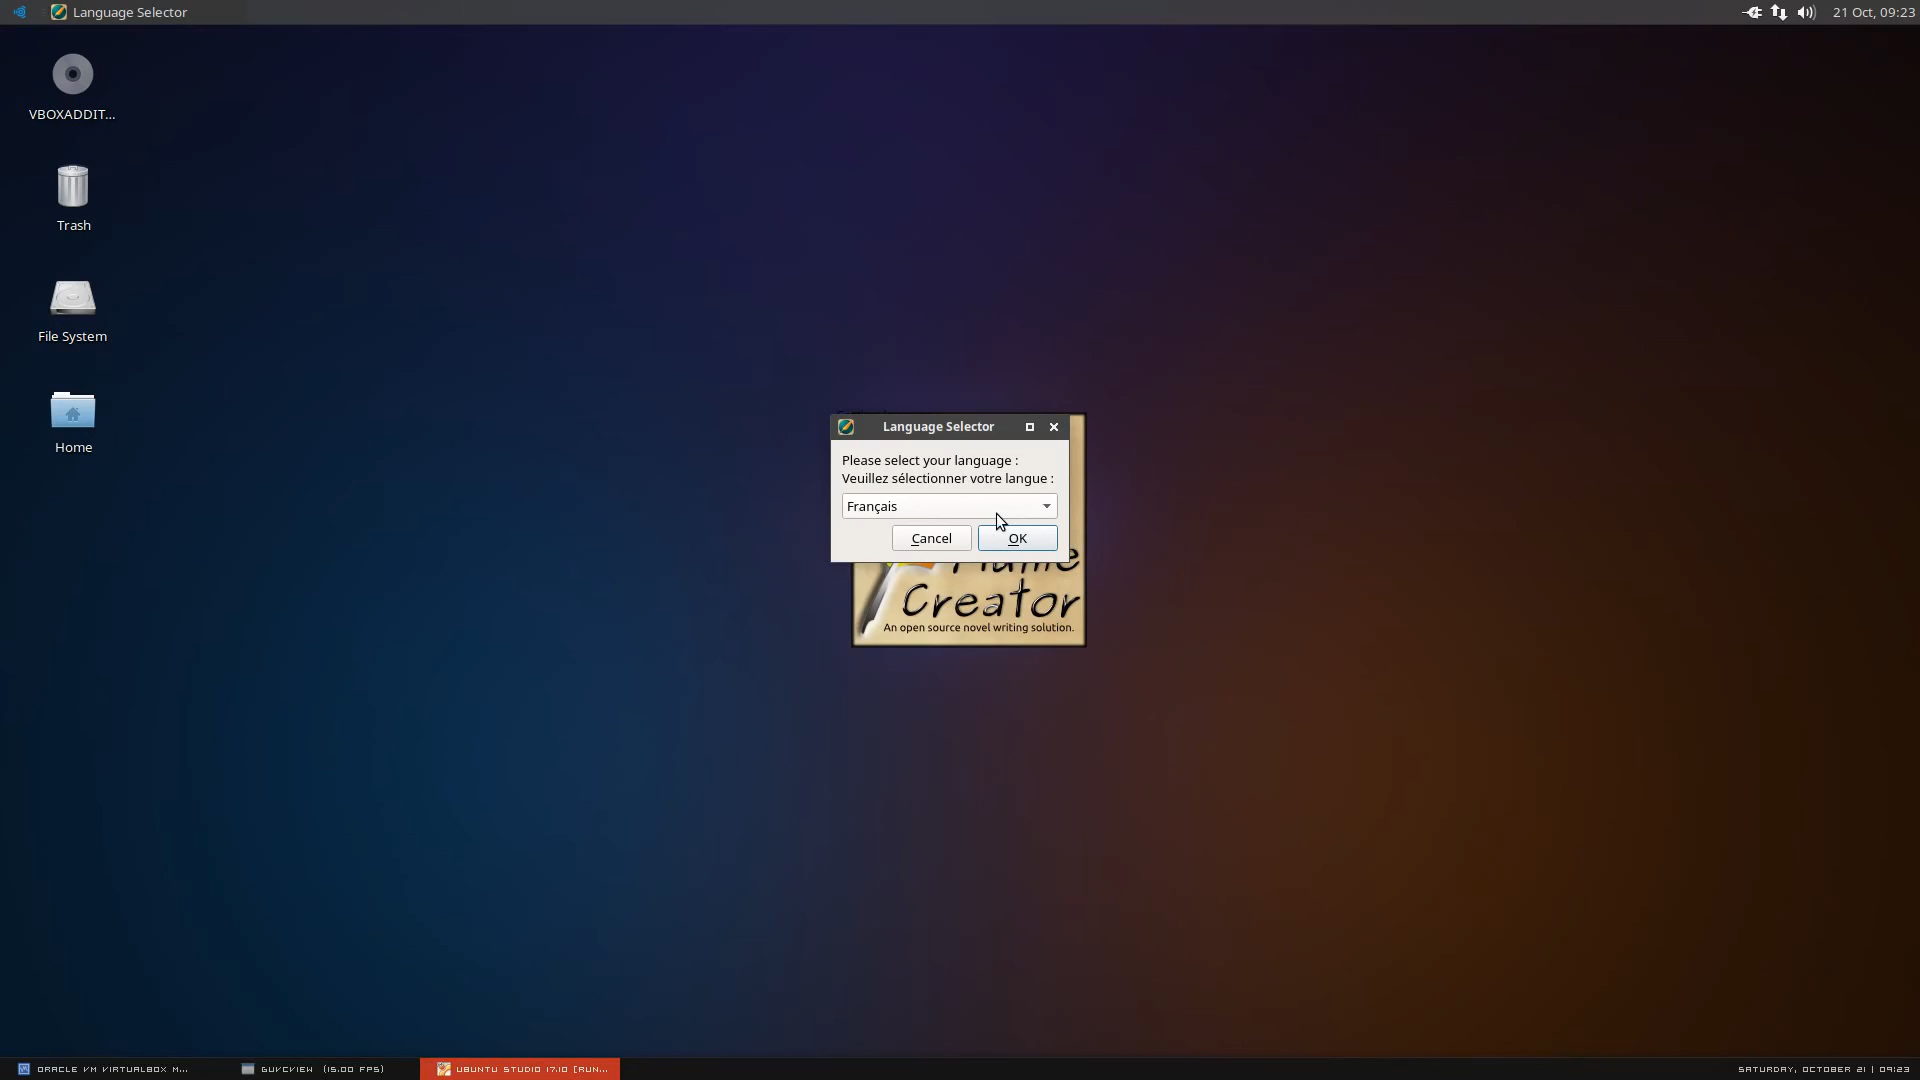 Language Selector
21 Oct, 09:23
VBOXADDIT...
Trash
File System
Home
Language Selector
Please select your language :
Veuillez sélectionner votre langue :
Français
Cancel
OK
Creator
An open source novel writing solution.
ORACLE VM VIRTUALBOX M...
GUVCVIEW (15.00 FPS)
UBUNTU STUDIO 17.10 [RUN...
SATURDAY, OCTOBER 21 | 09:23